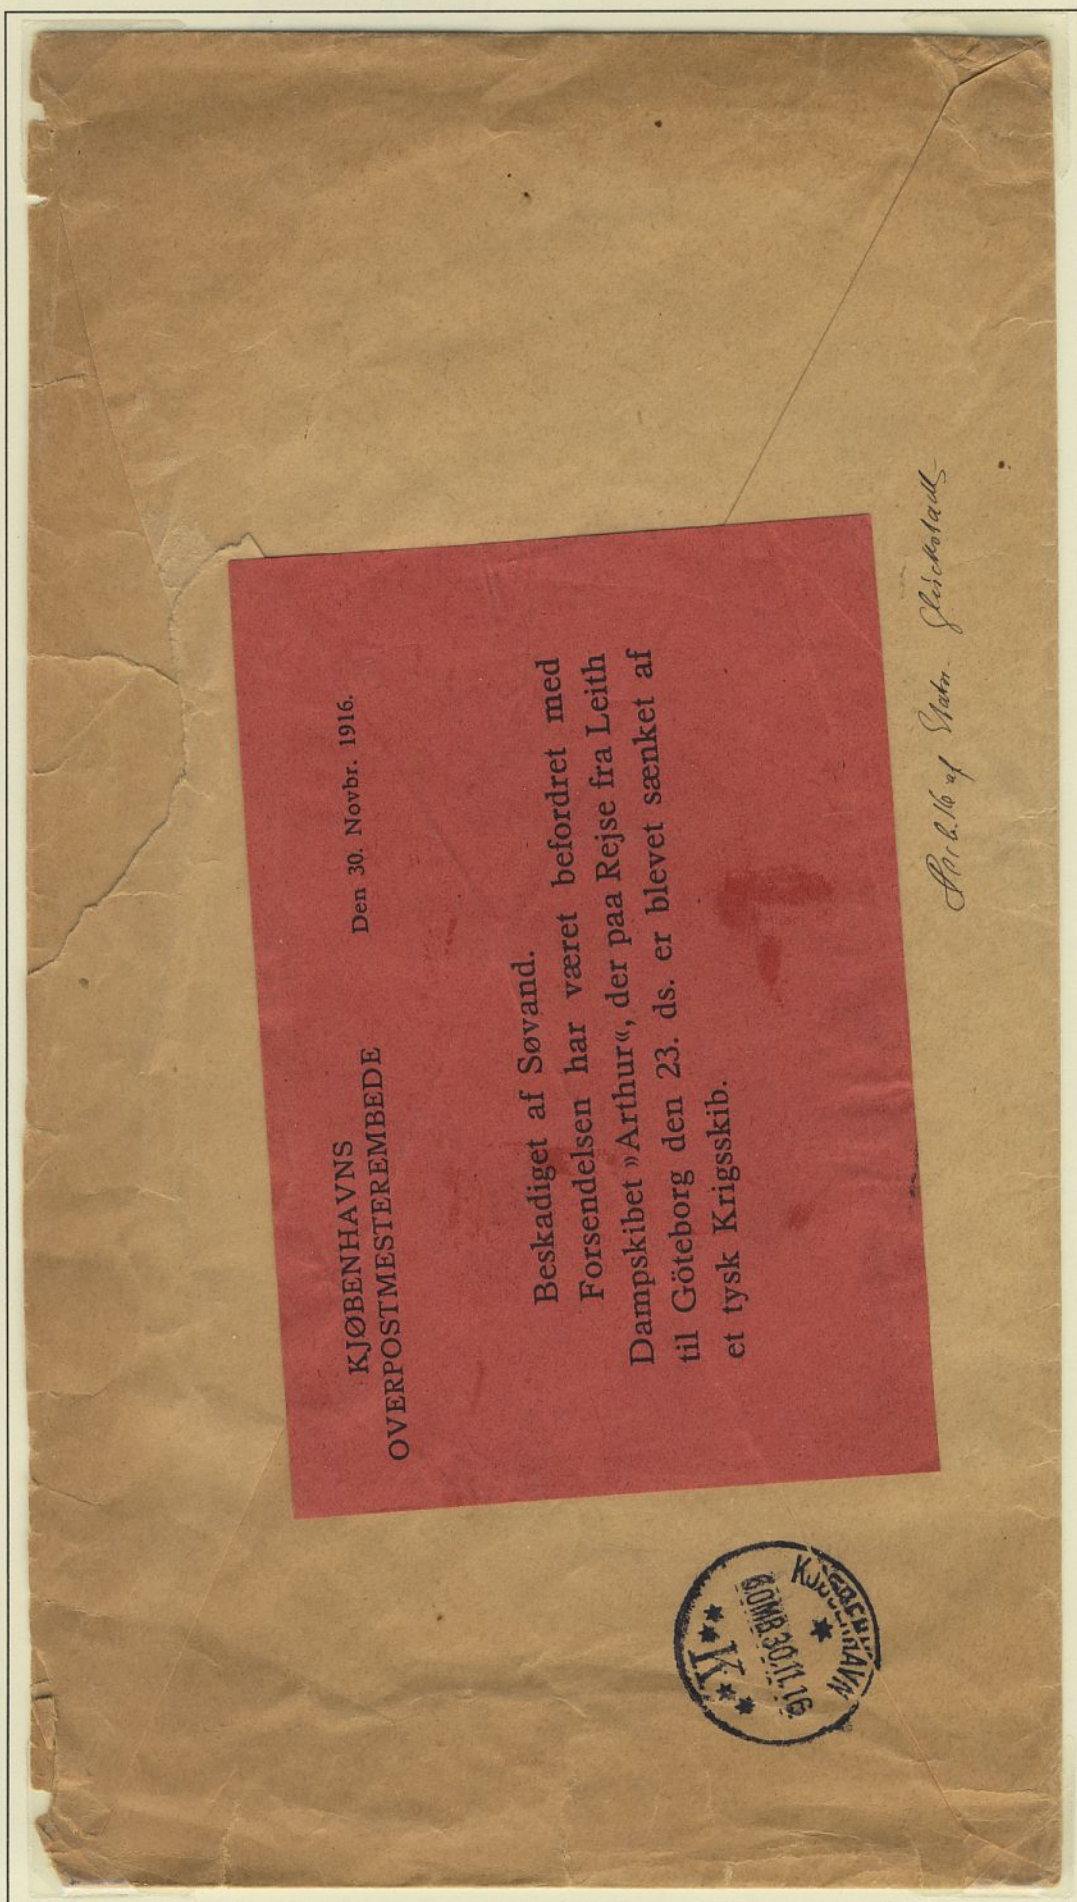 KJØBENHAVNS
OVERPOSTMESTEREMBEDE
Den 30. Novbr. 1916.
Beskadiget af Søvand.
Forsendelsen har været befordret med
Dampskibet »Arthur«, der paa Rejse fra Leith
til Göteborg den 23. ds. er blevet sænket af
et tysk Krigsskib.
af
KJØBENHAVN
30.11.16
K